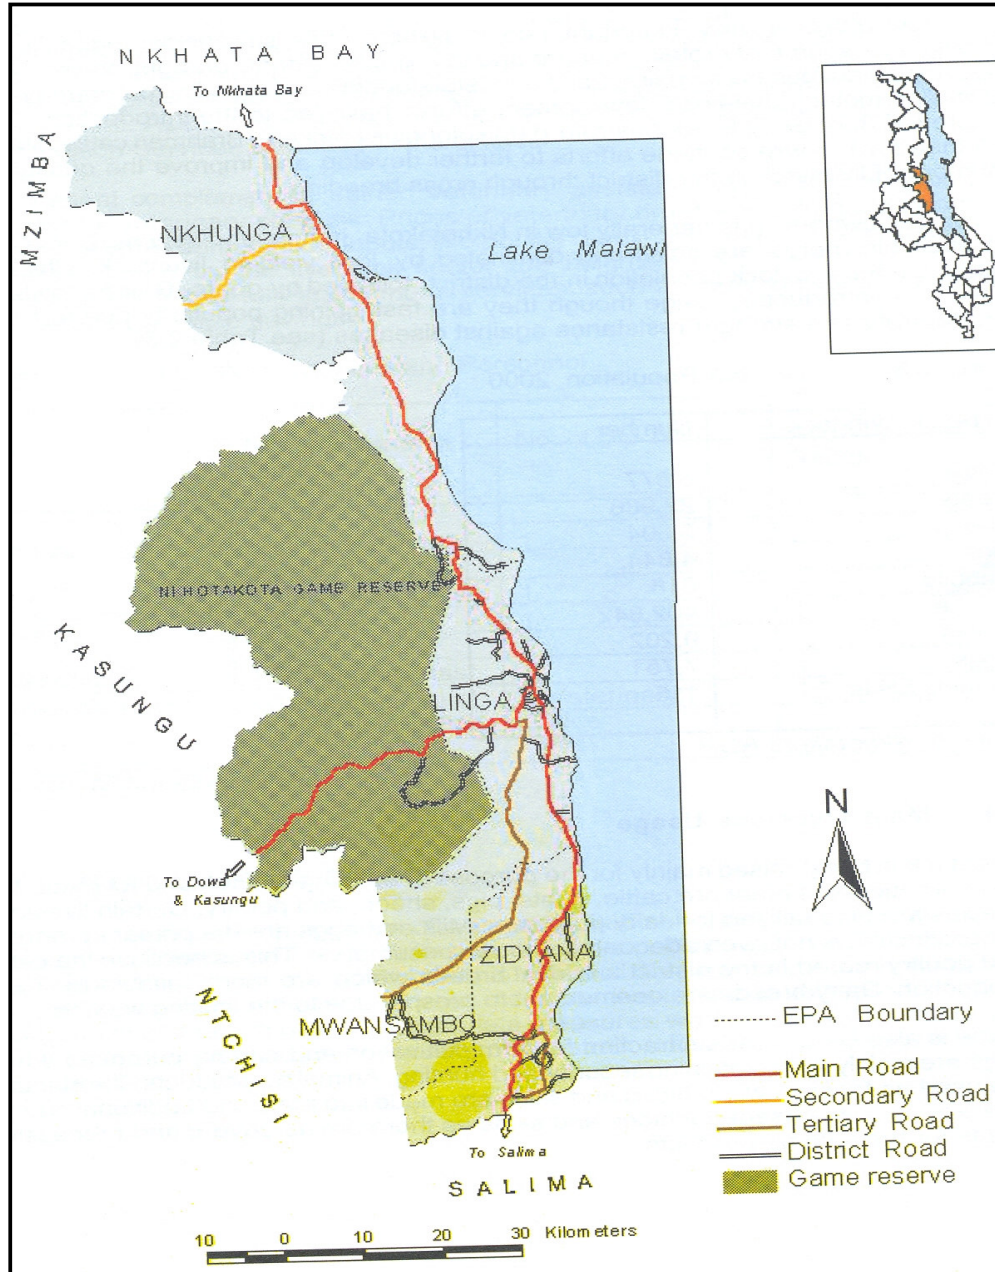 NKHATA BAY
To Nkhata Bay
MZIMBA
NKHUNGA
Lake Malawi
NKHOTAKOTA GAME RESERVE
KASUNGU
LINGA
N
To Dowa
& Kasungu
ZIDYANA
NTCHISI
MWANSAMBO
EPA Boundary
Main Road
Secondary Road
Tertiary Road
District Road
Game reserve
To Salima
SALIMA
10 0 10 20 30 Kilometers